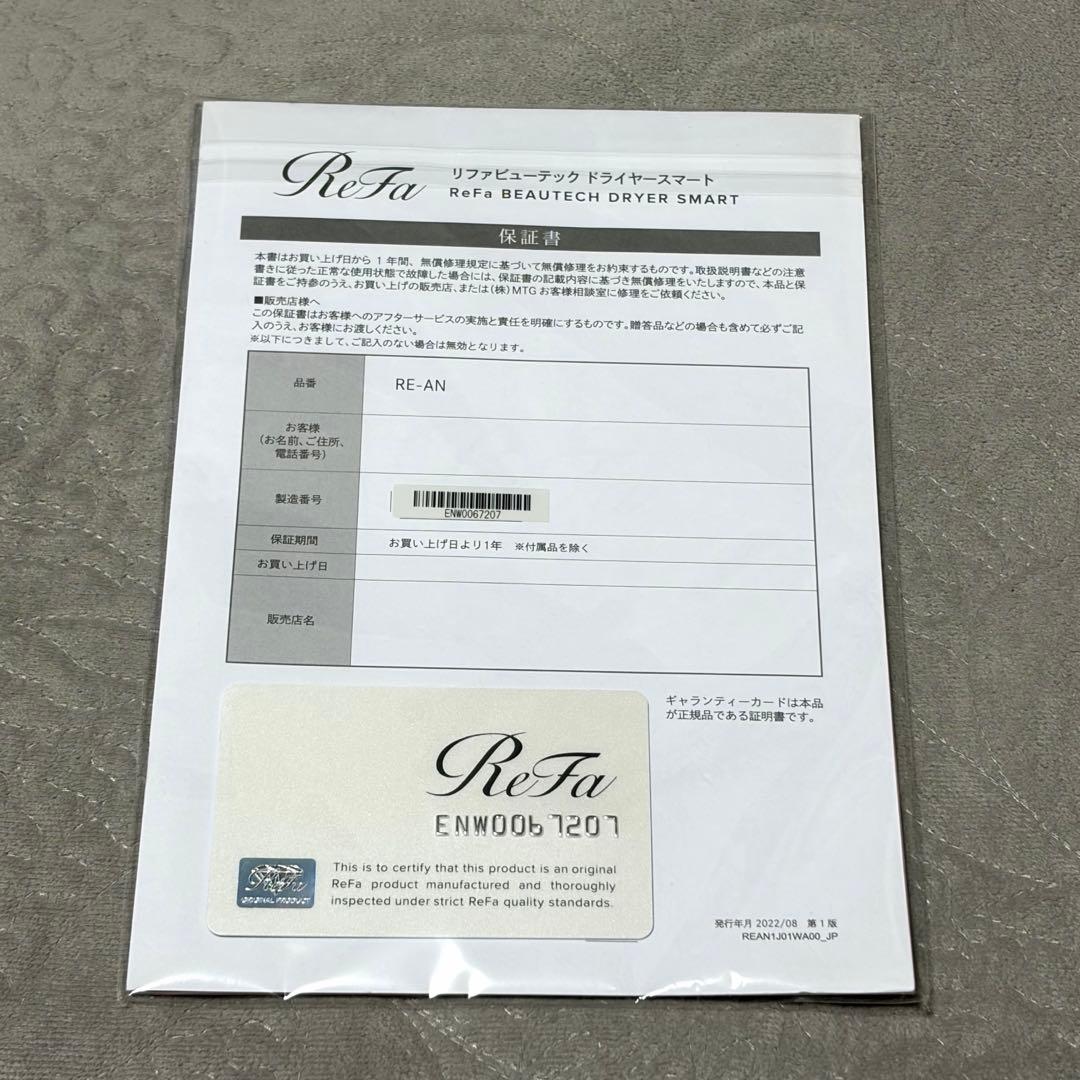 ReFa
リファビューテック ドライヤースマート
ReFa BEAUTECH DRYER SMART
保証書
本書はお買い上げ日から 1 年間、無償修理規定に基づいて無償修理をお約束するものです。取扱説明書などの注意
書きに従った正常な使用状態で故障した場合には、保証書の記載内容に基づき無償修理をいたしますので、本品と保
証書をご持参のうえ、お買い上げの販売店、または(株) MTG お客様相談室に修理をご依頼ください。
■販売店様へ
この保証書はお客様へのアフターサービスの実施と責任を明確にするものです。贈答品などの場合も含めて必ずご記
入のうえ、お客様にお渡しください。
※以下につきまして、ご記入のない場合は無効となります。
品番
RE-AN
お客様
(お名前、ご住所、
電話番号)
製造番号
ENW0067207
保証期間
お買い上げ日より1年 ※付属品を除く
お買い上げ日
販売店名
ギャランティーカードは本品
が正規品である証明書です。
ReFa
ENW0067207
This is to certify that this product is an original
ReFa product manufactured and thoroughly
inspected under strict ReFa quality standards.
ReFa
ORIGINAL PRODUCT
発行年月 2022/08 第1版
REAN1J01WA00_JP